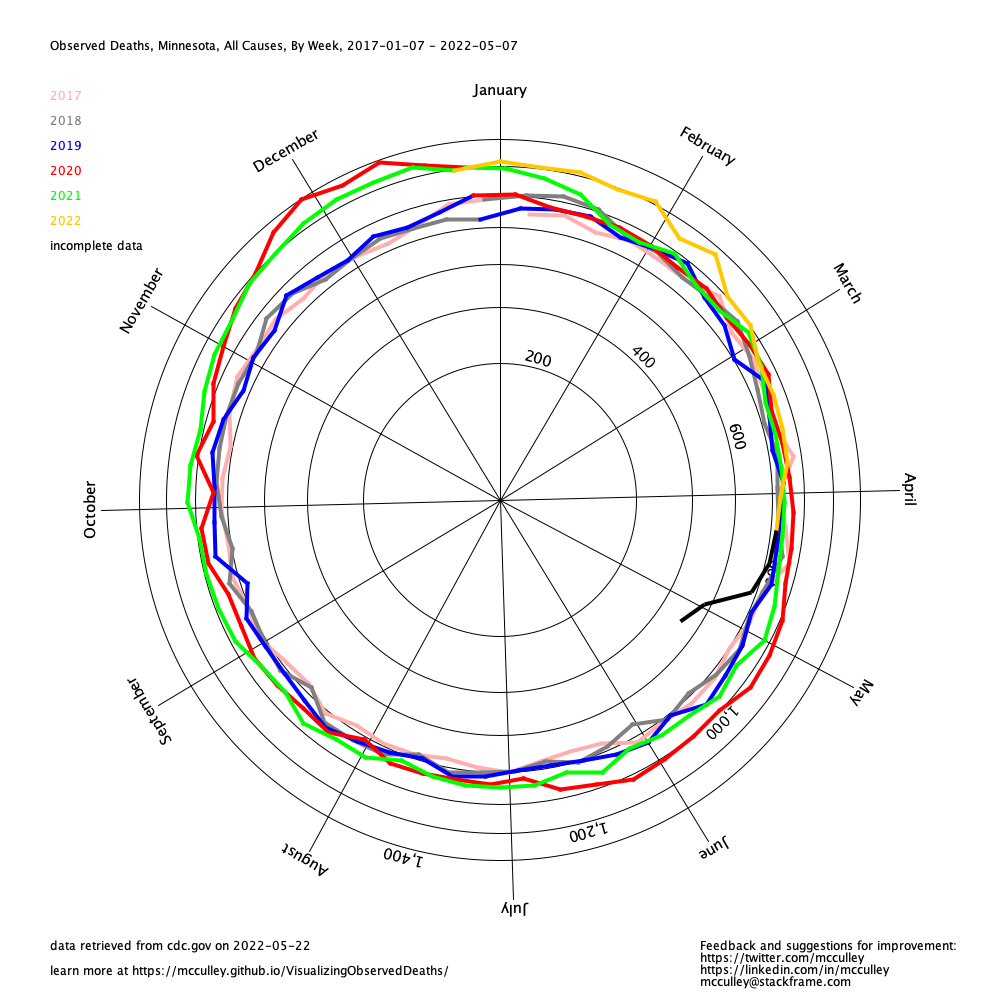 Observed Deaths, Minnesota, All Causes, By Week, 2017-01-07 - 2022-05-07
2017
2018
2019
2020
2021
2022
incomplete data
January
February
March
April
May
June
July
August
September
October
November
December
200
400
600
1,000
1,200
1,400
data retrieved from cdc.gov on 2022-05-22
learn more at https://mcculley.github.io/VisualizingObservedDeaths/
Feedback and suggestions for improvement:
https://twitter.com/mcculley
https://linkedin.com/in/mcculley
mcculley@stackframe.com